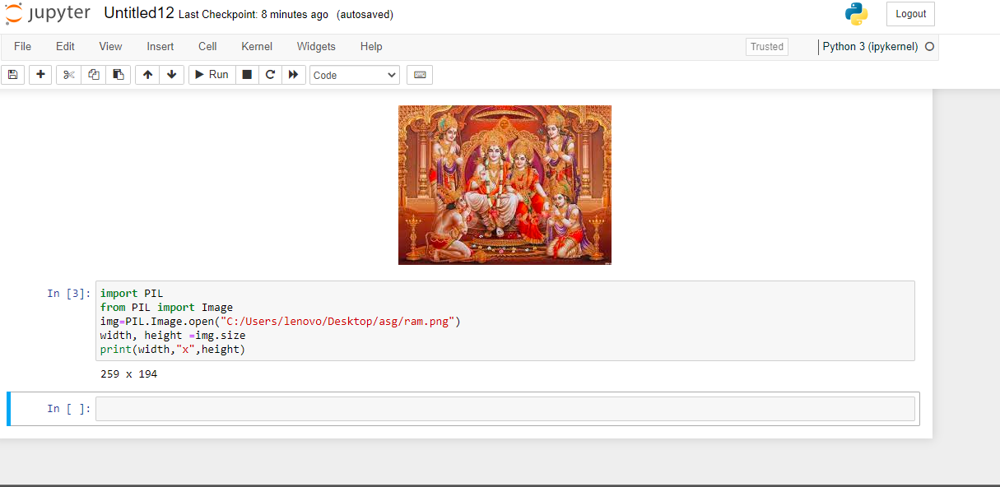 jupyter Untitled12 Last Checkpoint: 8 minutes ago (autosaved)
Logout
File Edit View Insert Cell Kernel Widgets Help
Trusted
Python 3 (ipykernel)
Run
Code
In [3]:
import PIL
from PIL import Image
img=PIL.Image.open("C:/Users/lenovo/Desktop/asg/ram.png")
width, height =img.size
print(width,"x",height)
259 x 194
In [ ]: